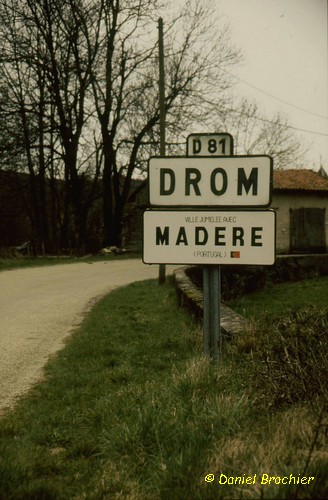 D 81
DROM
VILLE JUMELEE AVEC
MADERE
(PORTUGAL)
© Daniel Brochier